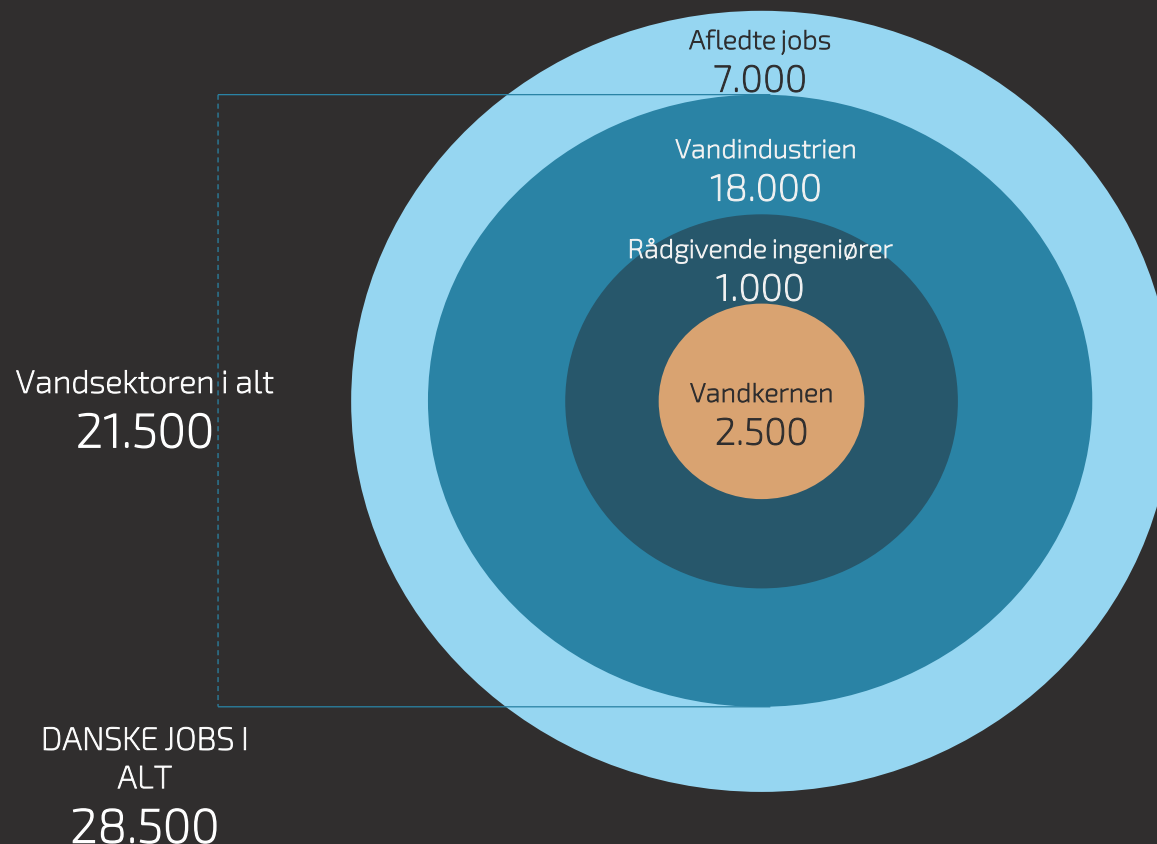 Afledte jobs
7.000
Vandindustrien
18.000
Rådgivende ingeniører
1.000
Vandkernen
2.500
Vandsektoren i alt
21.500
DANSKE JOBS I
ALT
28.500